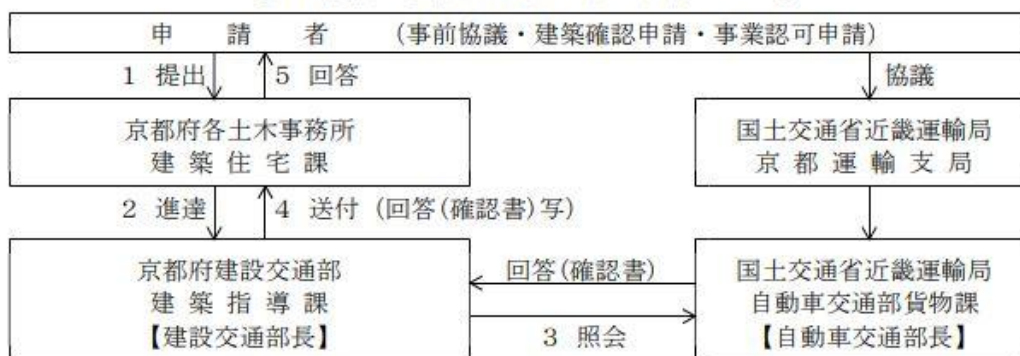 申請者 (事前協議・建築確認申請・事業認可申請)
1 提出
5 回答
協議
京都府各土木事務所
建築住宅課
国土交通省近畿運輸局
京都運輸支局
2 進達
4 送付 (回答(確認書)写)
京都府建設交通部
建築指導課
【建設交通部長】
回答(確認書)
3 照会
国土交通省近畿運輸局
自動車交通部貨物課
【自動車交通部長】